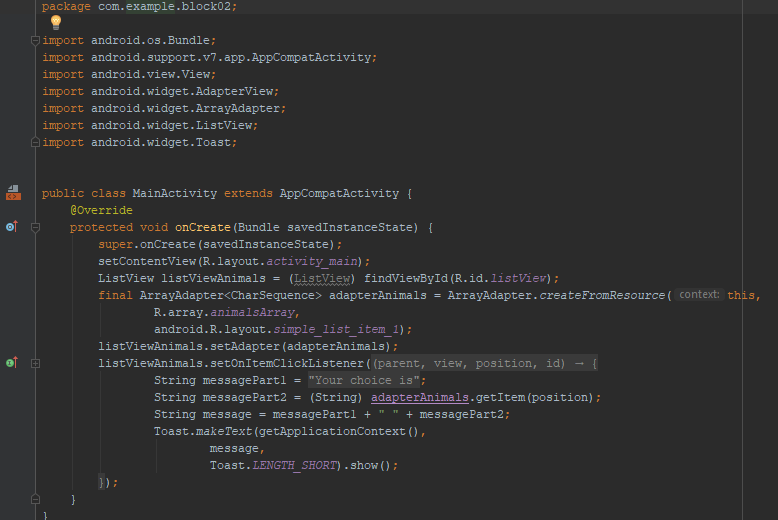 package com.example.block02;
import android.os.Bundle;
import android.support.v7.app.AppCompatActivity;
import android.view.View;
import android.widget.AdapterView;
import android.widget.ArrayAdapter;
import android.widget.ListView;
import android.widget.Toast;
public class MainActivity extends AppCompatActivity {
@Override
protected void onCreate(Bundle savedInstanceState) {
super.onCreate(savedInstanceState);
setContentView(R.layout.activity_main);
ListView listViewAnimals = (ListView) findViewById(R.id.listView);
final ArrayAdapter<CharSequence> adapterAnimals = ArrayAdapter.createFromResource( context: this,
R.array.animalsArray,
android.R.layout.simple_list_item_1);
listViewAnimals.setAdapter(adapterAnimals);
listViewAnimals.setOnItemClickListener((parent, view, position, id) → {
String messagePart1 = "Your choice is";
String messagePart2 = (String) adapterAnimals.getItem(position);
String message = messagePart1 + " " + messagePart2;
Toast.makeText(getApplicationContext(),
message,
Toast.LENGTH_SHORT).show();
});
}
}